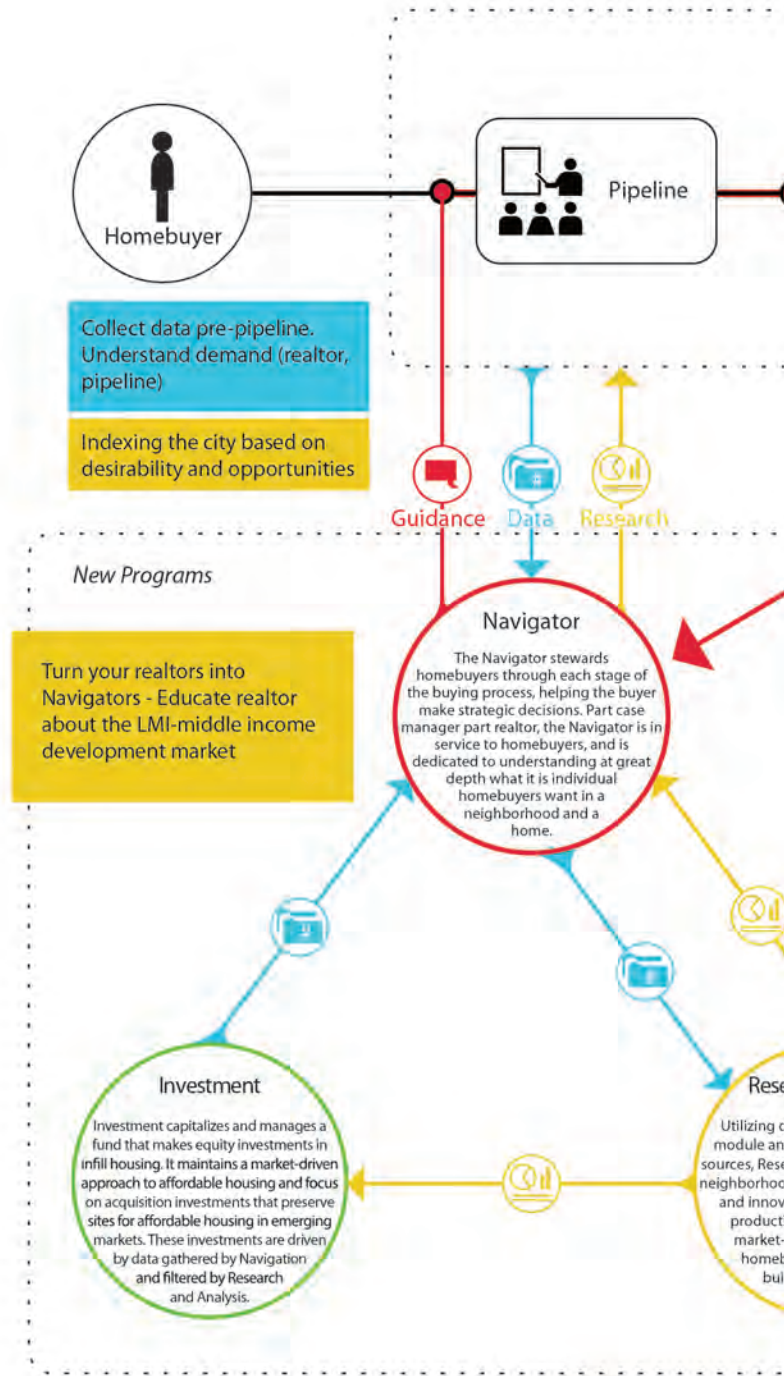 Homebuyer
Pipeline
Collect data pre-pipeline.
Understand demand (realtor,
pipeline)
Indexing the city based on
desirability and opportunities
Guidance
Data
Research
New Programs
Turn your realtors into
Navigators - Educate realtor
about the LMI-middle income
development market
Navigator
The Navigator stewards
homebuyers through each stage of
the buying process, helping the buyer
make strategic decisions. Part case
manager part realtor, the Navigator is in
service to homebuyers, and is
dedicated to understanding at great
depth what it is individual
homebuyers want in a
neighborhood and a
home.
Investment
Investment capitalizes and manages a
fund that makes equity investments in
infill housing. It maintains a market-driven
approach to affordable housing and focus
on acquisition investments that preserve
sites for affordable housing in emerging
markets. These investments are driven
by data gathered by Navigation
and filtered by Research
and Analysis.
Rese
Utilizing
module an
sources, Rese
neighborhoo
and innov
product
market-
homeb
bui